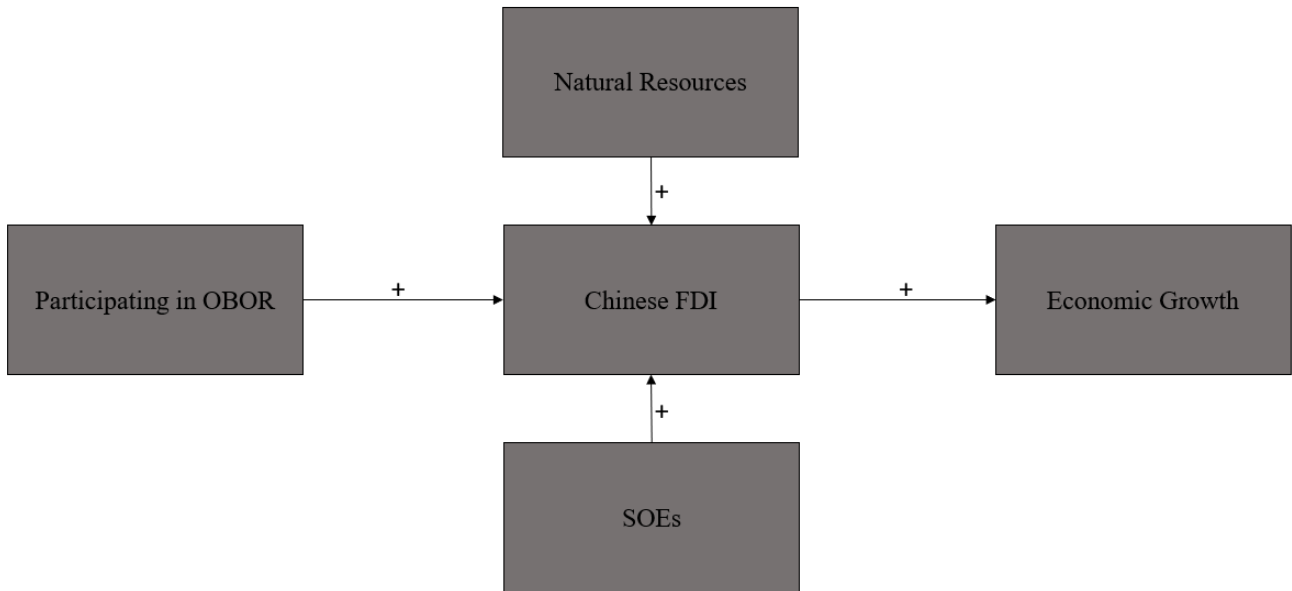 Natural Resources
+
Participating in OBOR
+
Chinese FDI
+
Economic Growth
+
SOEs